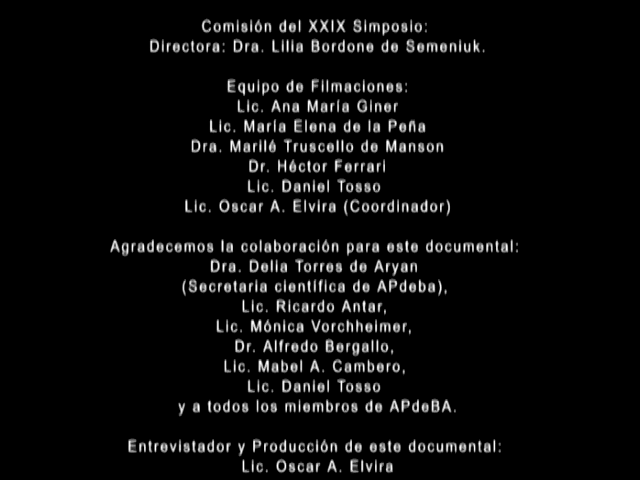 Comisión del XXIX Simposio:
Directora: Dra. Lilia Bordone de Semeniuk.
Equipo de Filmaciones:
Lic. Ana María Giner
Lic. María Elena de la Peña
Dra. Marilé Truscello de Manson
Dr. Héctor Ferrari
Lic. Daniel Tosso
Lic. Oscar A. Elvira (Coordinador)
Agradecemos la colaboración para este documental:
Dra. Delia Torres de Aryan
(Secretaria científica de APdeba),
Lic. Ricardo Antar,
Lic. Mónica Vorchheimer,
Dr. Alfredo Bergallo,
Lic. Mabel A. Cambero,
Lic. Daniel Tosso
y a todos los miembros de APdeBA.
Entrevistador y Producción de este documental:
Lic. Oscar A. Elvira